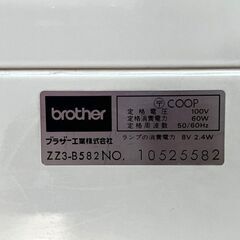 COOP
brother
定格電圧 100V
定格消費電力 60W
定格周波数 50/60Hz
ブラザー工業株式会社 ランプの消費電力 8V 2.4W
ZZ3-B582 NO. 10525582